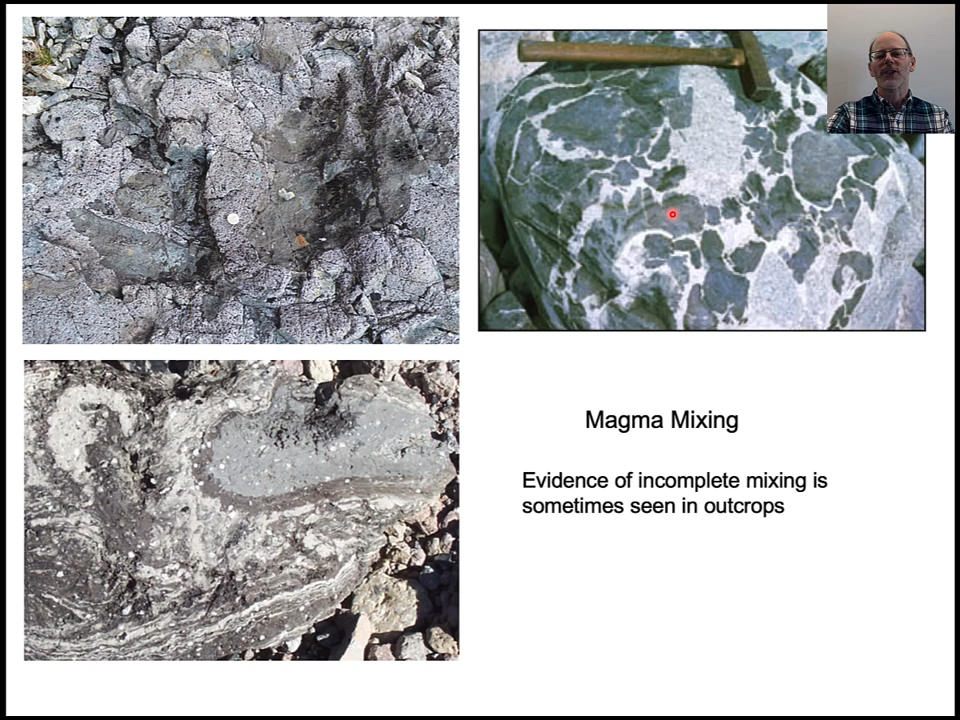 Magma Mixing
Evidence of incomplete mixing is
sometimes seen in outcrops